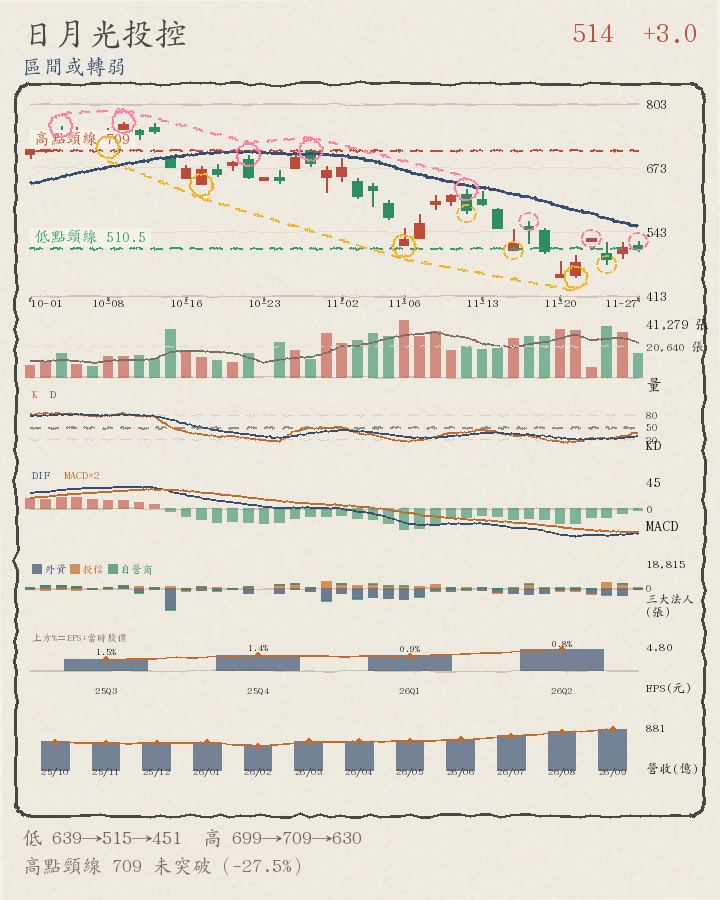 日月光投控
514 +3.0
區間或轉弱
803
高點頸線 709
673
低點頸線 510.5
543
413
10-01 10-08 10-16 10-23 11-02 11-06 11-13 11-20 11-27
41,279 張
20,640 張
量
K D
80
50
20
KD
DIF MACD×2
45
0
MACD
18,815
外資 投信 自營商
0
三大法人
(張)
上方%=EPS÷當時股價
1.5% 1.4% 0.9% 0.8%
4.80
25Q3 25Q4 26Q1 26Q2
EPS(元)
881
25/10 25/11 25/12 26/01 26/02 26/03 26/04 26/05 26/06 26/07 26/08 26/09
營收(億)
低 639→515→451 高 699→709→630
高點頸線 709 未突破 (-27.5%)